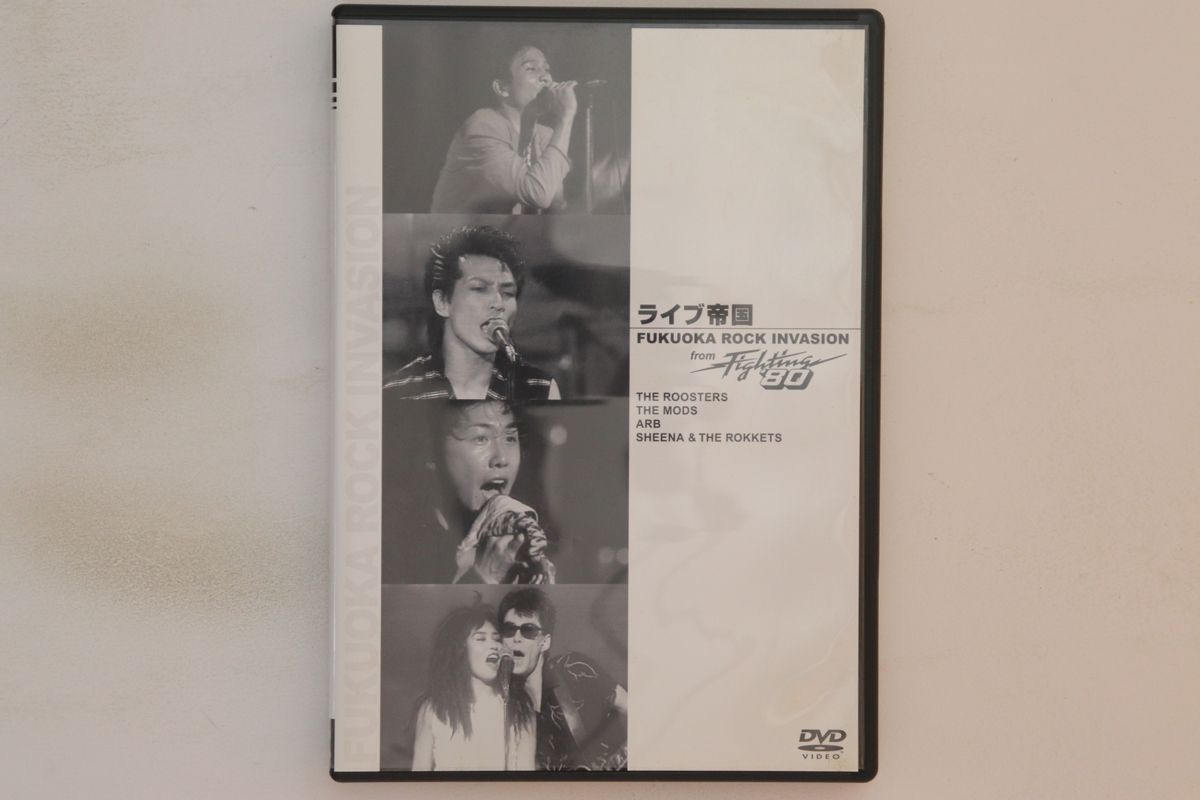 FUKUOKA ROCK INVASION
ライブ帝国
FUKUOKA ROCK INVASION
from Fighting '80
THE ROOSTERS
THE MODS
ARB
SHEENA & THE ROKKETS
DVD
VIDEO